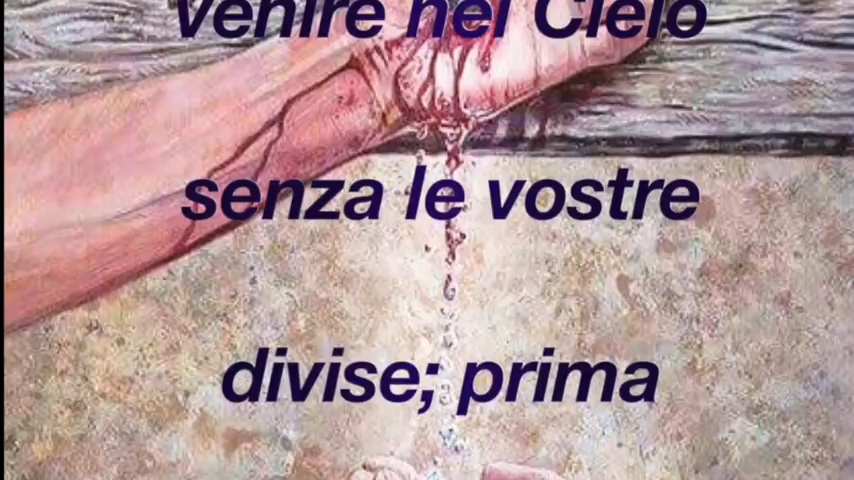 venire nel Cielo
senza le vostre
divise; prima